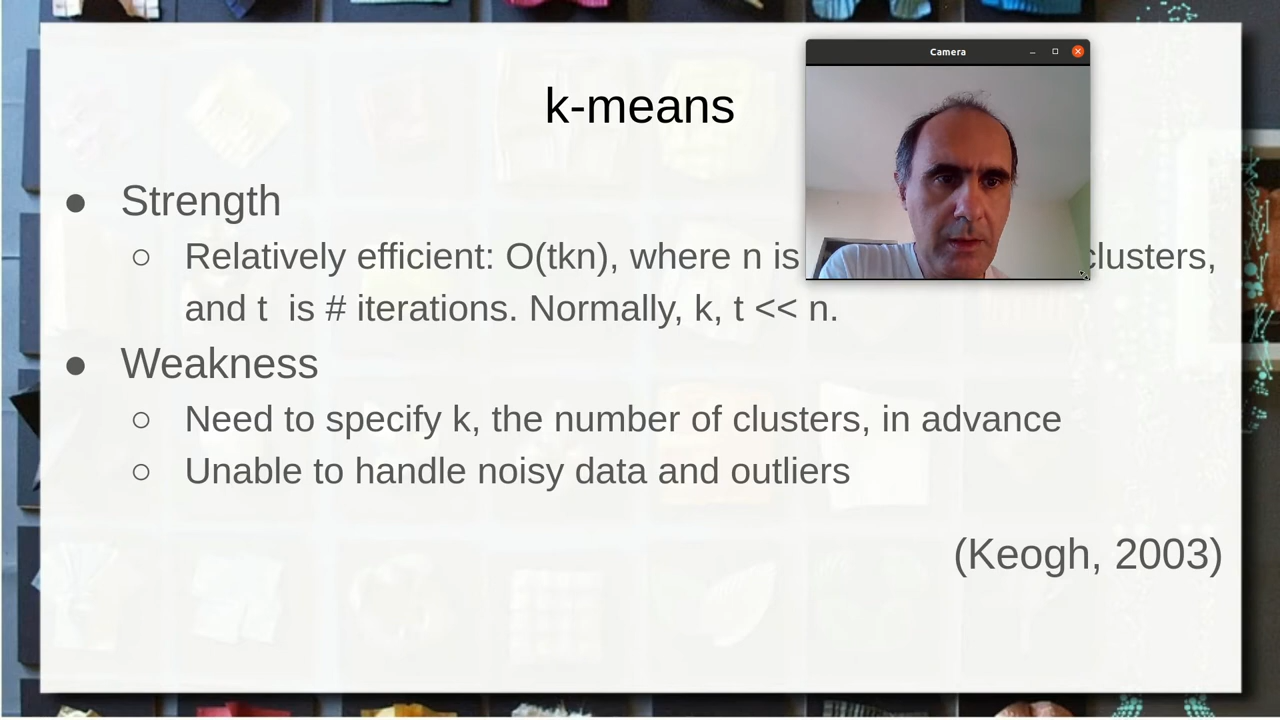 Camera
k-means
● Strength
○ Relatively efficient: O(tkn), where n is clusters,
and t is # iterations. Normally, k, t << n.
● Weakness
○ Need to specify k, the number of clusters, in advance
○ Unable to handle noisy data and outliers
(Keogh, 2003)